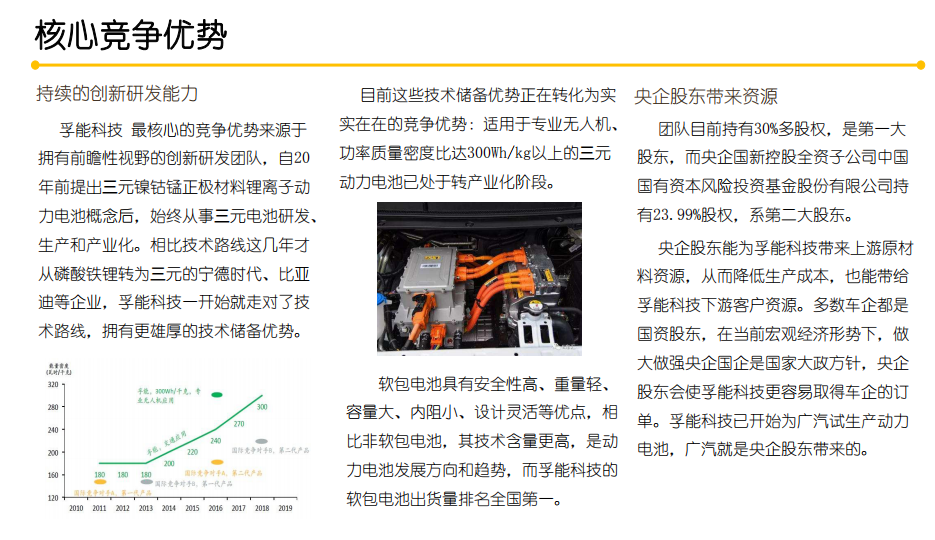 核心竞争优势
持续的创新研发能力
孚能科技 最核心的竞争优势来源于
拥有前瞻性视野的创新研发团队，自20
年前提出三元镍钴锰正极材料锂离子动
力电池概念后，始终从事三元电池研发、
生产和产业化。相比技术路线这几年才
从磷酸铁锂转为三元的宁德时代、比亚
迪等企业，孚能科技一开始就走对了技
术路线，拥有更雄厚的技术储备优势。
能量密度
(瓦时/千克)
320
280
240
200
160
120
孚能，300Wh/千克，专
业无人机应用
孚能，交通应用
180
180
180
200
220
240
270
300
国际竞争对手B，第二代产品
国际竞争对手A，第二代产品
国际竞争对手B，第一代产品
国际竞争对手A，第一代产品
2010 2011 2012 2013 2014 2015 2016 2017 2018 2019
目前这些技术储备优势正在转化为实
实在在的竞争优势：适用于专业无人机、
功率质量密度比达300Wh/kg以上的三元
动力电池已处于转产业化阶段。
软包电池具有安全性高、重量轻、
容量大、内阻小、设计灵活等优点，相
比非软包电池，其技术含量更高，是动
力电池发展方向和趋势，而孚能科技的
软包电池出货量排名全国第一。
央企股东带来资源
团队目前持有30%多股权，是第一大
股东，而央企国新控股全资子公司中国
国有资本风险投资基金股份有限公司持
有23.99%股权，系第二大股东。
央企股东能为孚能科技带来上游原材
料资源，从而降低生产成本，也能带给
孚能科技下游客户资源。多数车企都是
国资股东，在当前宏观经济形势下，做
大做强央企国企是国家大政方针，央企
股东会使孚能科技更容易取得车企的订
单。孚能科技已开始为广汽试生产动力
电池，广汽就是央企股东带来的。